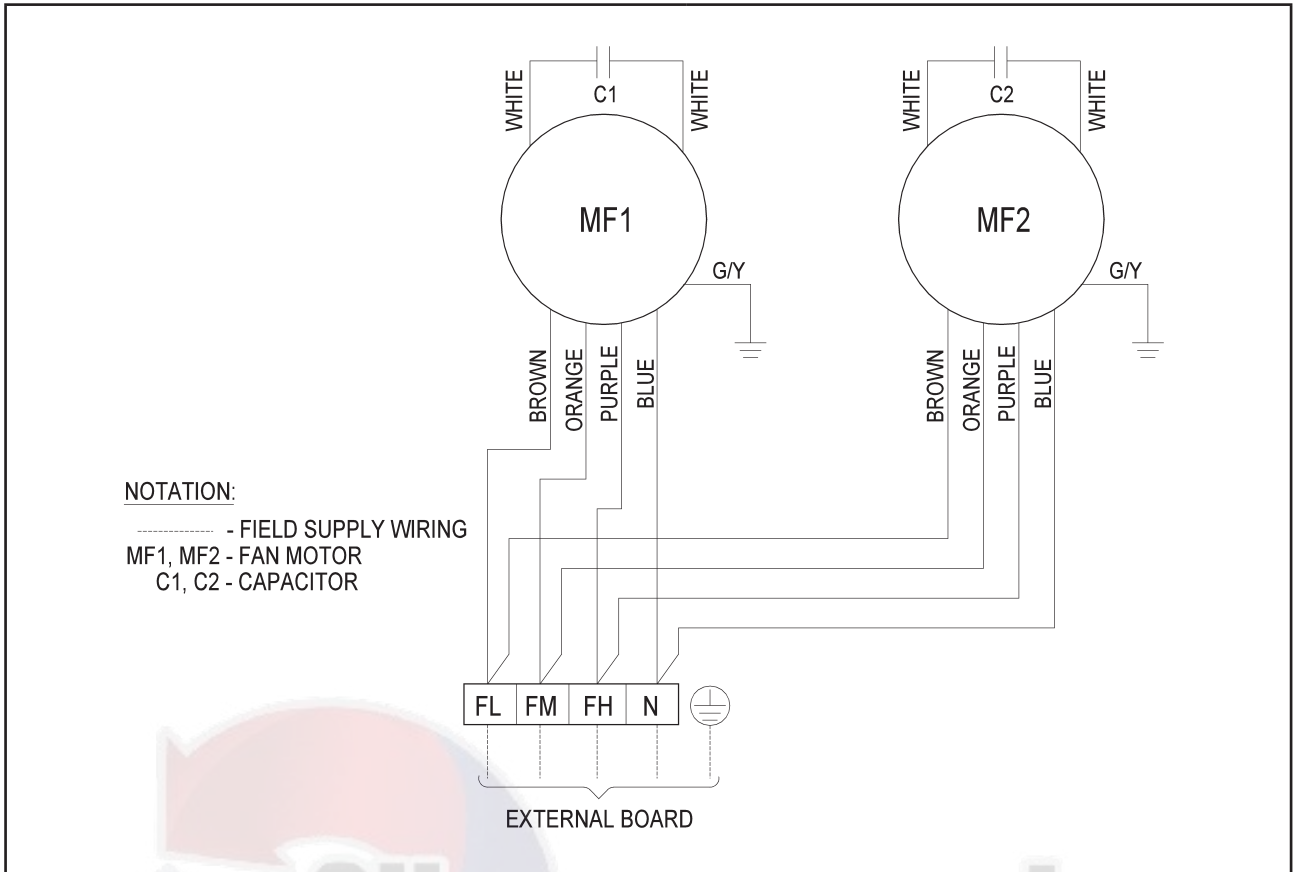 WHITE
C1
WHITE
WHITE
C2
WHITE
MF1
MF2
G/Y
G/Y
BROWN
ORANGE
PURPLE
BLUE
BROWN
ORANGE
PURPLE
BLUE
NOTATION:
- FIELD SUPPLY WIRING
MF1, MF2 - FAN MOTOR
C1, C2 - CAPACITOR
FL FM FH N
EXTERNAL BOARD